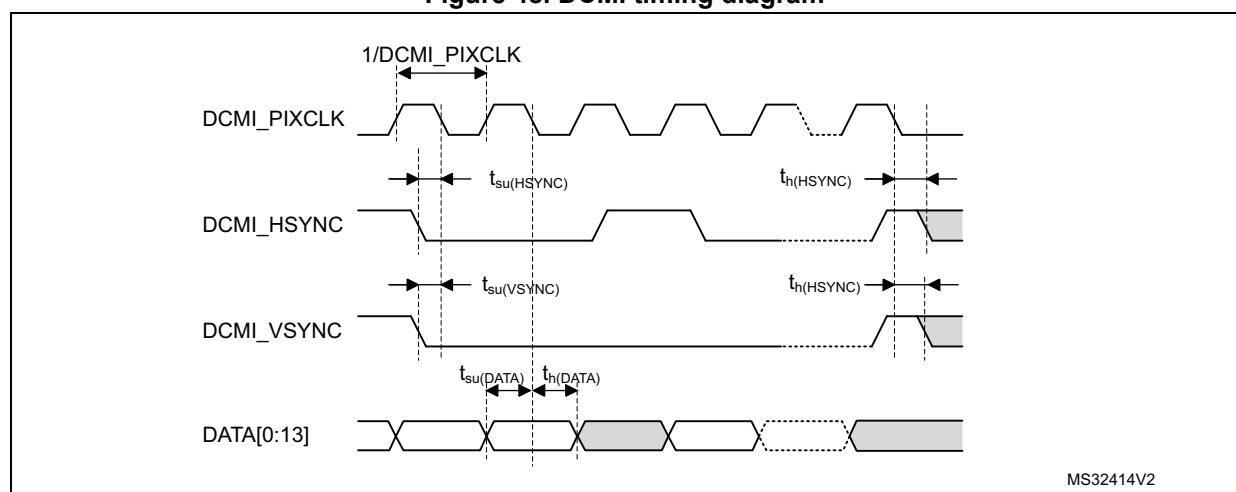 Figure 48. DCMI timing diagram
1/DCMI_PIXCLK
DCMI_PIXCLK
tsu(HSYNC)
th(HSYNC)
DCMI_HSYNC
tsu(VSYNC)
th(HSYNC)
DCMI_VSYNC
tsu(DATA) th(DATA)
DATA[0:13]
MS32414V2